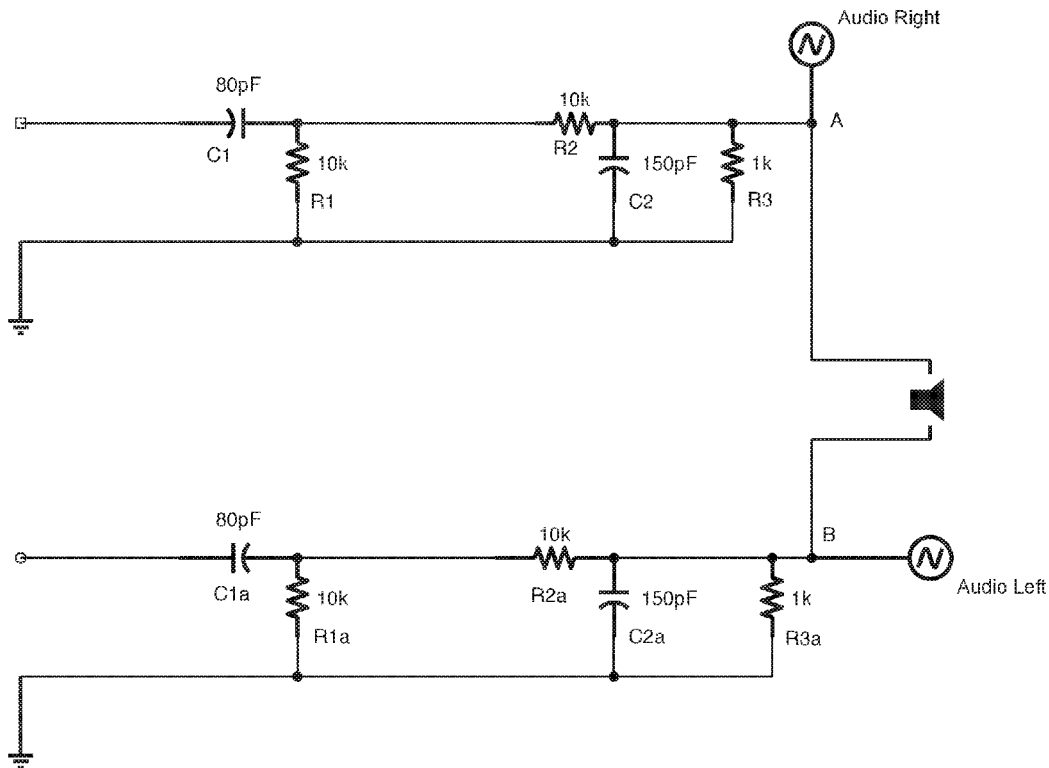 Audio Right
80pF
10k
A
C1
R2
10k
150pF
1k
R1
C2
R3
80pF
10k
B
C1a
R2a
Audio Left
10k
150pF
1k
R1a
C2a
R3a